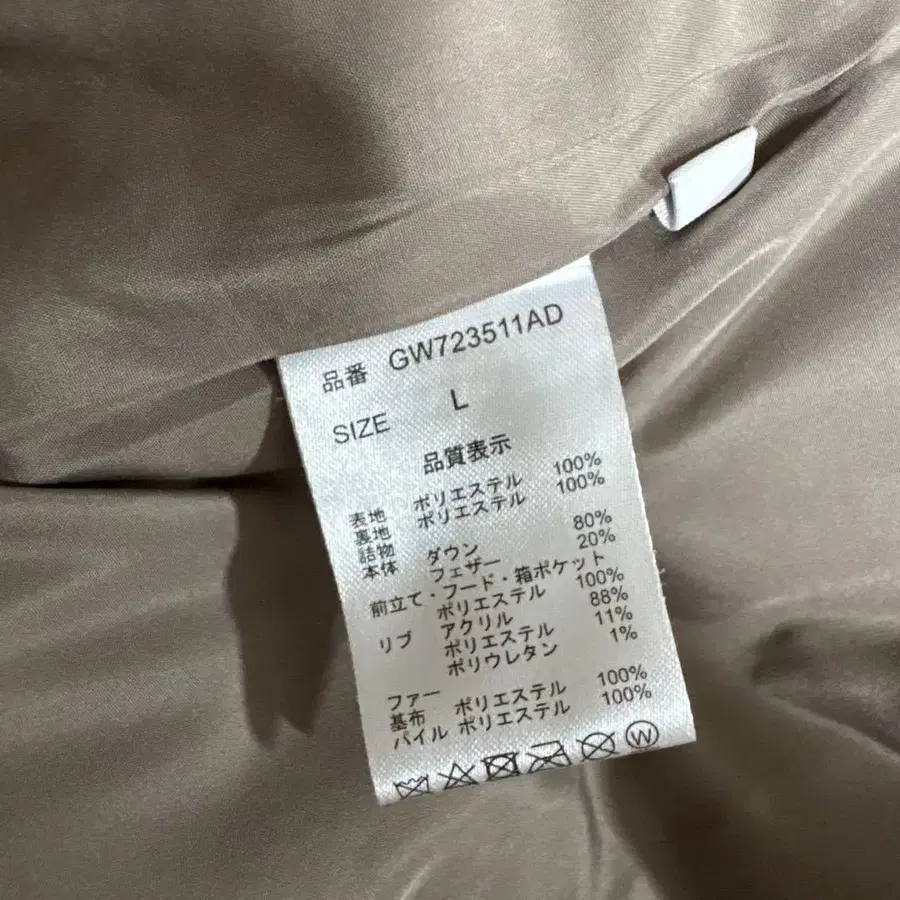 品番 GW723511AD
SIZE L
品質表示
表地 ポリエステル 100%
裏地 ポリエステル 100%
詰物
本体 ダウン 80%
フェザー 20%
前立て・フード・箱ポケット
ポリエステル 100%
リブ アクリル 88%
ポリエステル 11%
ポリウレタン 1%
ファー
基布 ポリエステル 100%
パイル ポリエステル 100%
W